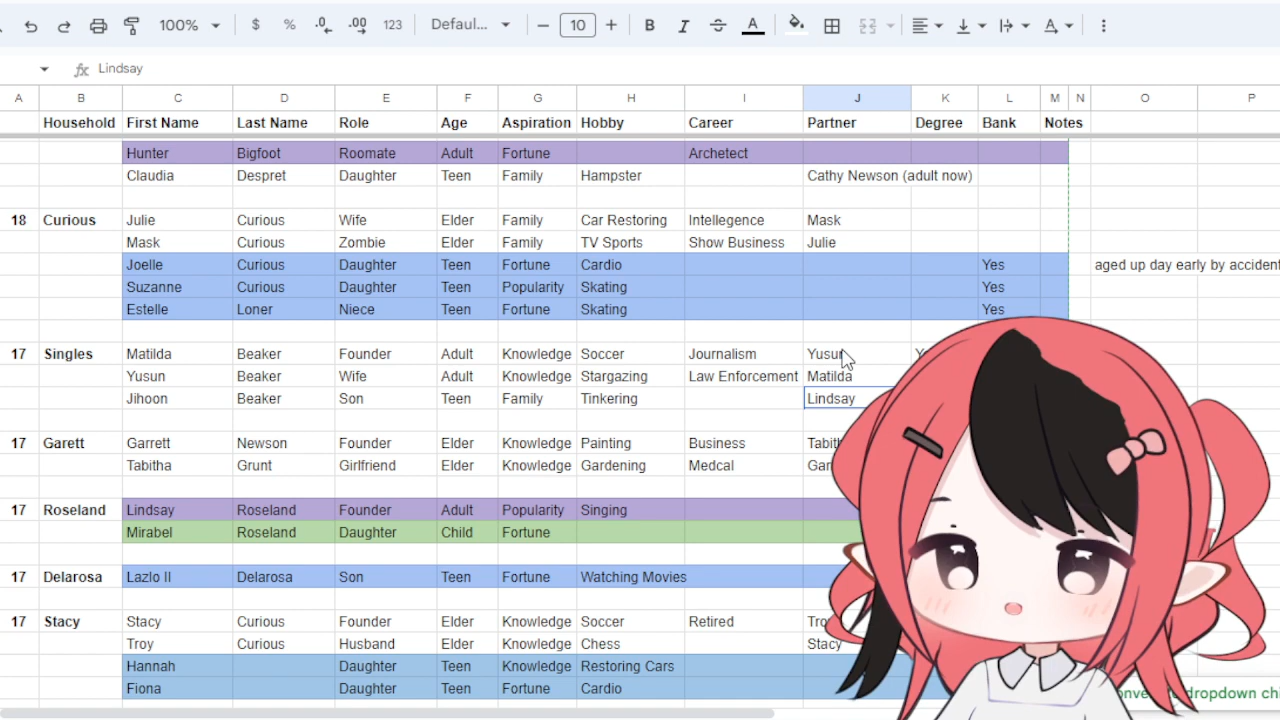 100% $ % .0 .00 123 Defaul... 10 B I A A
fx Lindsay
A B C D E F G H I J K L M N O P
Household First Name Last Name Role Age Aspiration Hobby Career Partner Degree Bank Notes
Hunter Bigfoot Roomate Adult Fortune Archetect
Claudia Despret Daughter Teen Family Hampster Cathy Newson (adult now)
18 Curious Julie Curious Wife Elder Family Car Restoring Intellegence Mask
Mask Curious Zombie Elder Family TV Sports Show Business Julie
Joelle Curious Daughter Teen Fortune Cardio Yes aged up day early by accident
Suzanne Curious Daughter Teen Popularity Skating Yes
Estelle Loner Niece Teen Fortune Skating Yes
17 Singles Matilda Beaker Founder Adult Knowledge Soccer Journalism Yusun
Yusun Beaker Wife Adult Knowledge Stargazing Law Enforcement Matilda
Jihoon Beaker Son Teen Family Tinkering Lindsay
17 Garett Garrett Newson Founder Elder Knowledge Painting Business
Tabitha Grunt Girlfriend Elder Knowledge Gardening Medcal
17 Roseland Lindsay Roseland Founder Adult Popularity Singing
Mirabel Roseland Daughter Child Fortune
17 Delarosa Lazlo II Delarosa Son Teen Fortune Watching Movies
17 Stacy Stacy Curious Founder Elder Knowledge Soccer Retired
Troy Curious Husband Elder Knowledge Chess Stacy
Hannah Daughter Teen Knowledge Restoring Cars
Fiona Daughter Teen Fortune Cardio
dropdown